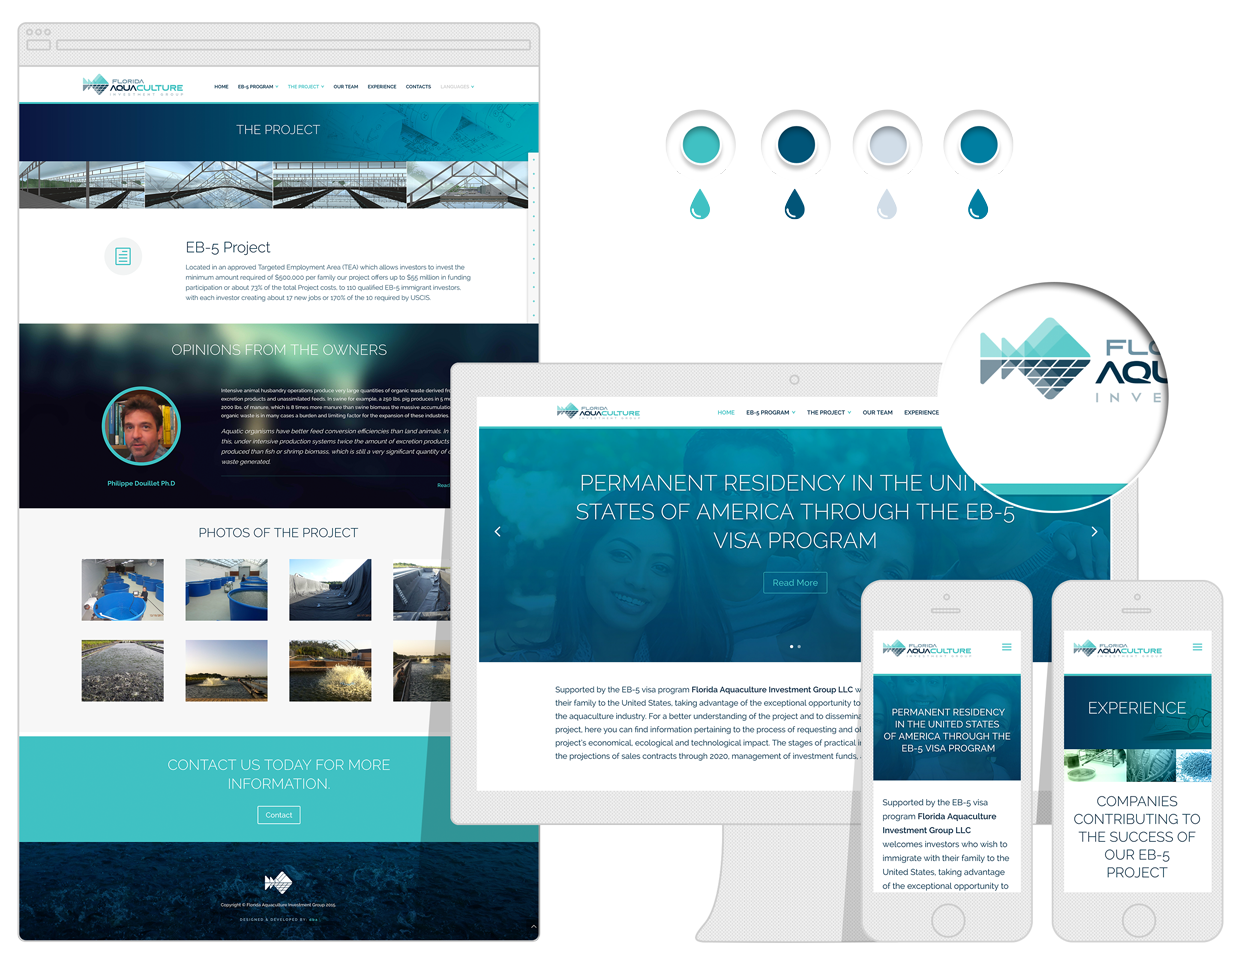 FLORIDA
AQUACULTURE
INVESTMENT GROUP
HOME EB-5 PROGRAM THE PROJECT OUR TEAM EXPERIENCE CONTACTS LANGUAGES
THE PROJECT
EB-5 Project
Located in an approved Targeted Employment Area (TEA) which allows investors to invest the
minimum amount required of $500,000 per family our project offers up to $55 million in funding
participation or about 73% of the total Project costs, to 110 qualified EB-5 immigrant investors,
with each investor creating about 17 new jobs or 170% of the 10 required by USCIS.
OPINIONS FROM THE OWNERS
Intensive animal husbandry operations produce very large quantities of organic waste derived
excretion products and unassimilated feeds. In swine for example, a 250 lbs. pig produces in 5
2000 lbs. of manure, which is 8 times more manure than swine biomass the massive accumulatio
organic waste is in many cases a burden and limiting factor for the expansion of these industries.
Aquatic organisms have better feed conversion efficiencies than land animals. In
this, under intensive production systems twice the amount of excretion products
produced than fish or shrimp biomass, which is still a very significant quantity of
waste generated.
Philippe Douillet Ph.D
Read
PHOTOS OF THE PROJECT
CONTACT US TODAY FOR MORE
INFORMATION.
Contact
Copyright © Florida Aquaculture Investment Group 2015
DESIGNED & DEVELOPED BY
FLORIDA
AQUACULTURE
INVESTMENT GROUP
HOME EB-5 PROGRAM THE PROJECT OUR TEAM EXPERIENCE
PERMANENT RESIDENCY IN THE UNI
STATES OF AMERICA THROUGH THE EB-5
VISA PROGRAM
Read More
Supported by the EB-5 visa program Florida Aquaculture Investment Group LLC w
their family to the United States, taking advantage of the exceptional opportunity to
the aquaculture industry. For a better understanding of the project and to dissemina
project, here you can find information pertaining to the process of requesting and ob
project's economical, ecological and technological impact. The stages of practical i
the projections of sales contracts through 2020, management of investment funds,
FLO
AQU
INVE
FLORIDA
AQUACULTURE
INVESTMENT GROUP
PERMANENT RESIDENCY
IN THE UNITED STATES
OF AMERICA THROUGH THE
EB-5 VISA PROGRAM
Supported by the EB-5 visa
program Florida Aquaculture
Investment Group LLC
welcomes investors who wish to
immigrate with their family to the
United States, taking advantage
of the exceptional opportunity to
FLORIDA
AQUACULTURE
INVESTMENT GROUP
EXPERIENCE
COMPANIES
CONTRIBUTING TO
THE SUCCESS OF
OUR EB-5
PROJECT